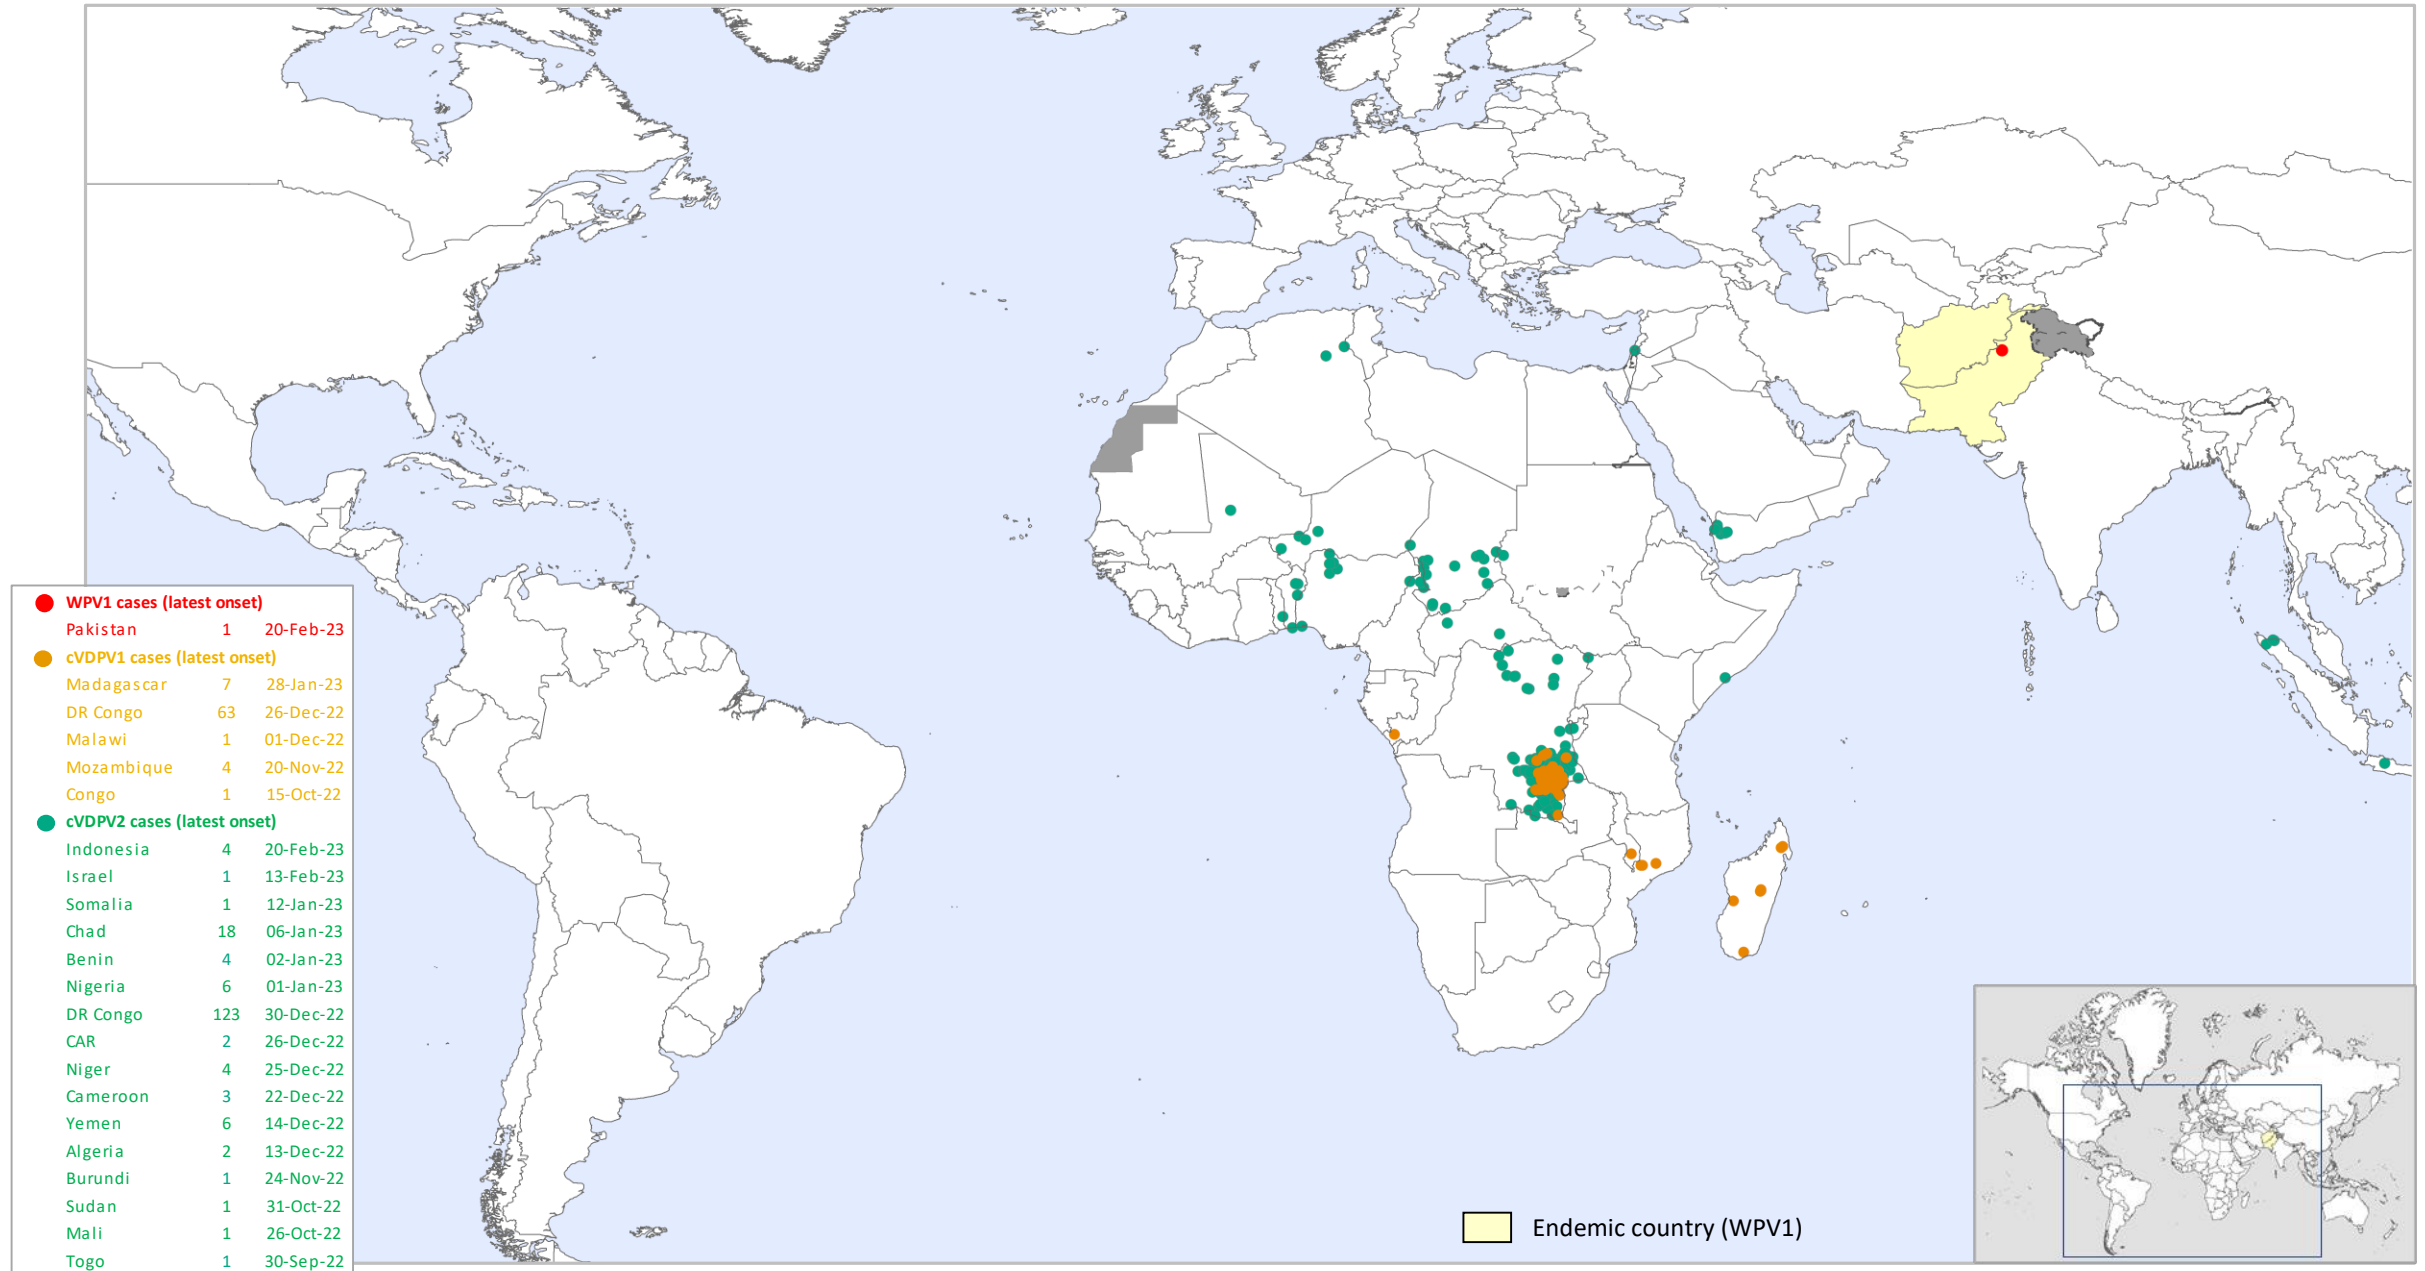 WPV1 cases (latest onset)
Pakistan 1 20-Feb-23
cVDPV1 cases (latest onset)
Madagascar 7 28-Jan-23
DR Congo 63 26-Dec-22
Malawi 1 01-Dec-22
Mozambique 4 20-Nov-22
Congo 1 15-Oct-22
cVDPV2 cases (latest onset)
Indonesia 4 20-Feb-23
Israel 1 13-Feb-23
Somalia 1 12-Jan-23
Chad 18 06-Jan-23
Benin 4 02-Jan-23
Nigeria 6 01-Jan-23
DR Congo 123 30-Dec-22
CAR 2 26-Dec-22
Niger 4 25-Dec-22
Cameroon 3 22-Dec-22
Yemen 6 14-Dec-22
Algeria 2 13-Dec-22
Burundi 1 24-Nov-22
Sudan 1 31-Oct-22
Mali 1 26-Oct-22
Togo 1 30-Sep-22
Endemic country (WPV1)